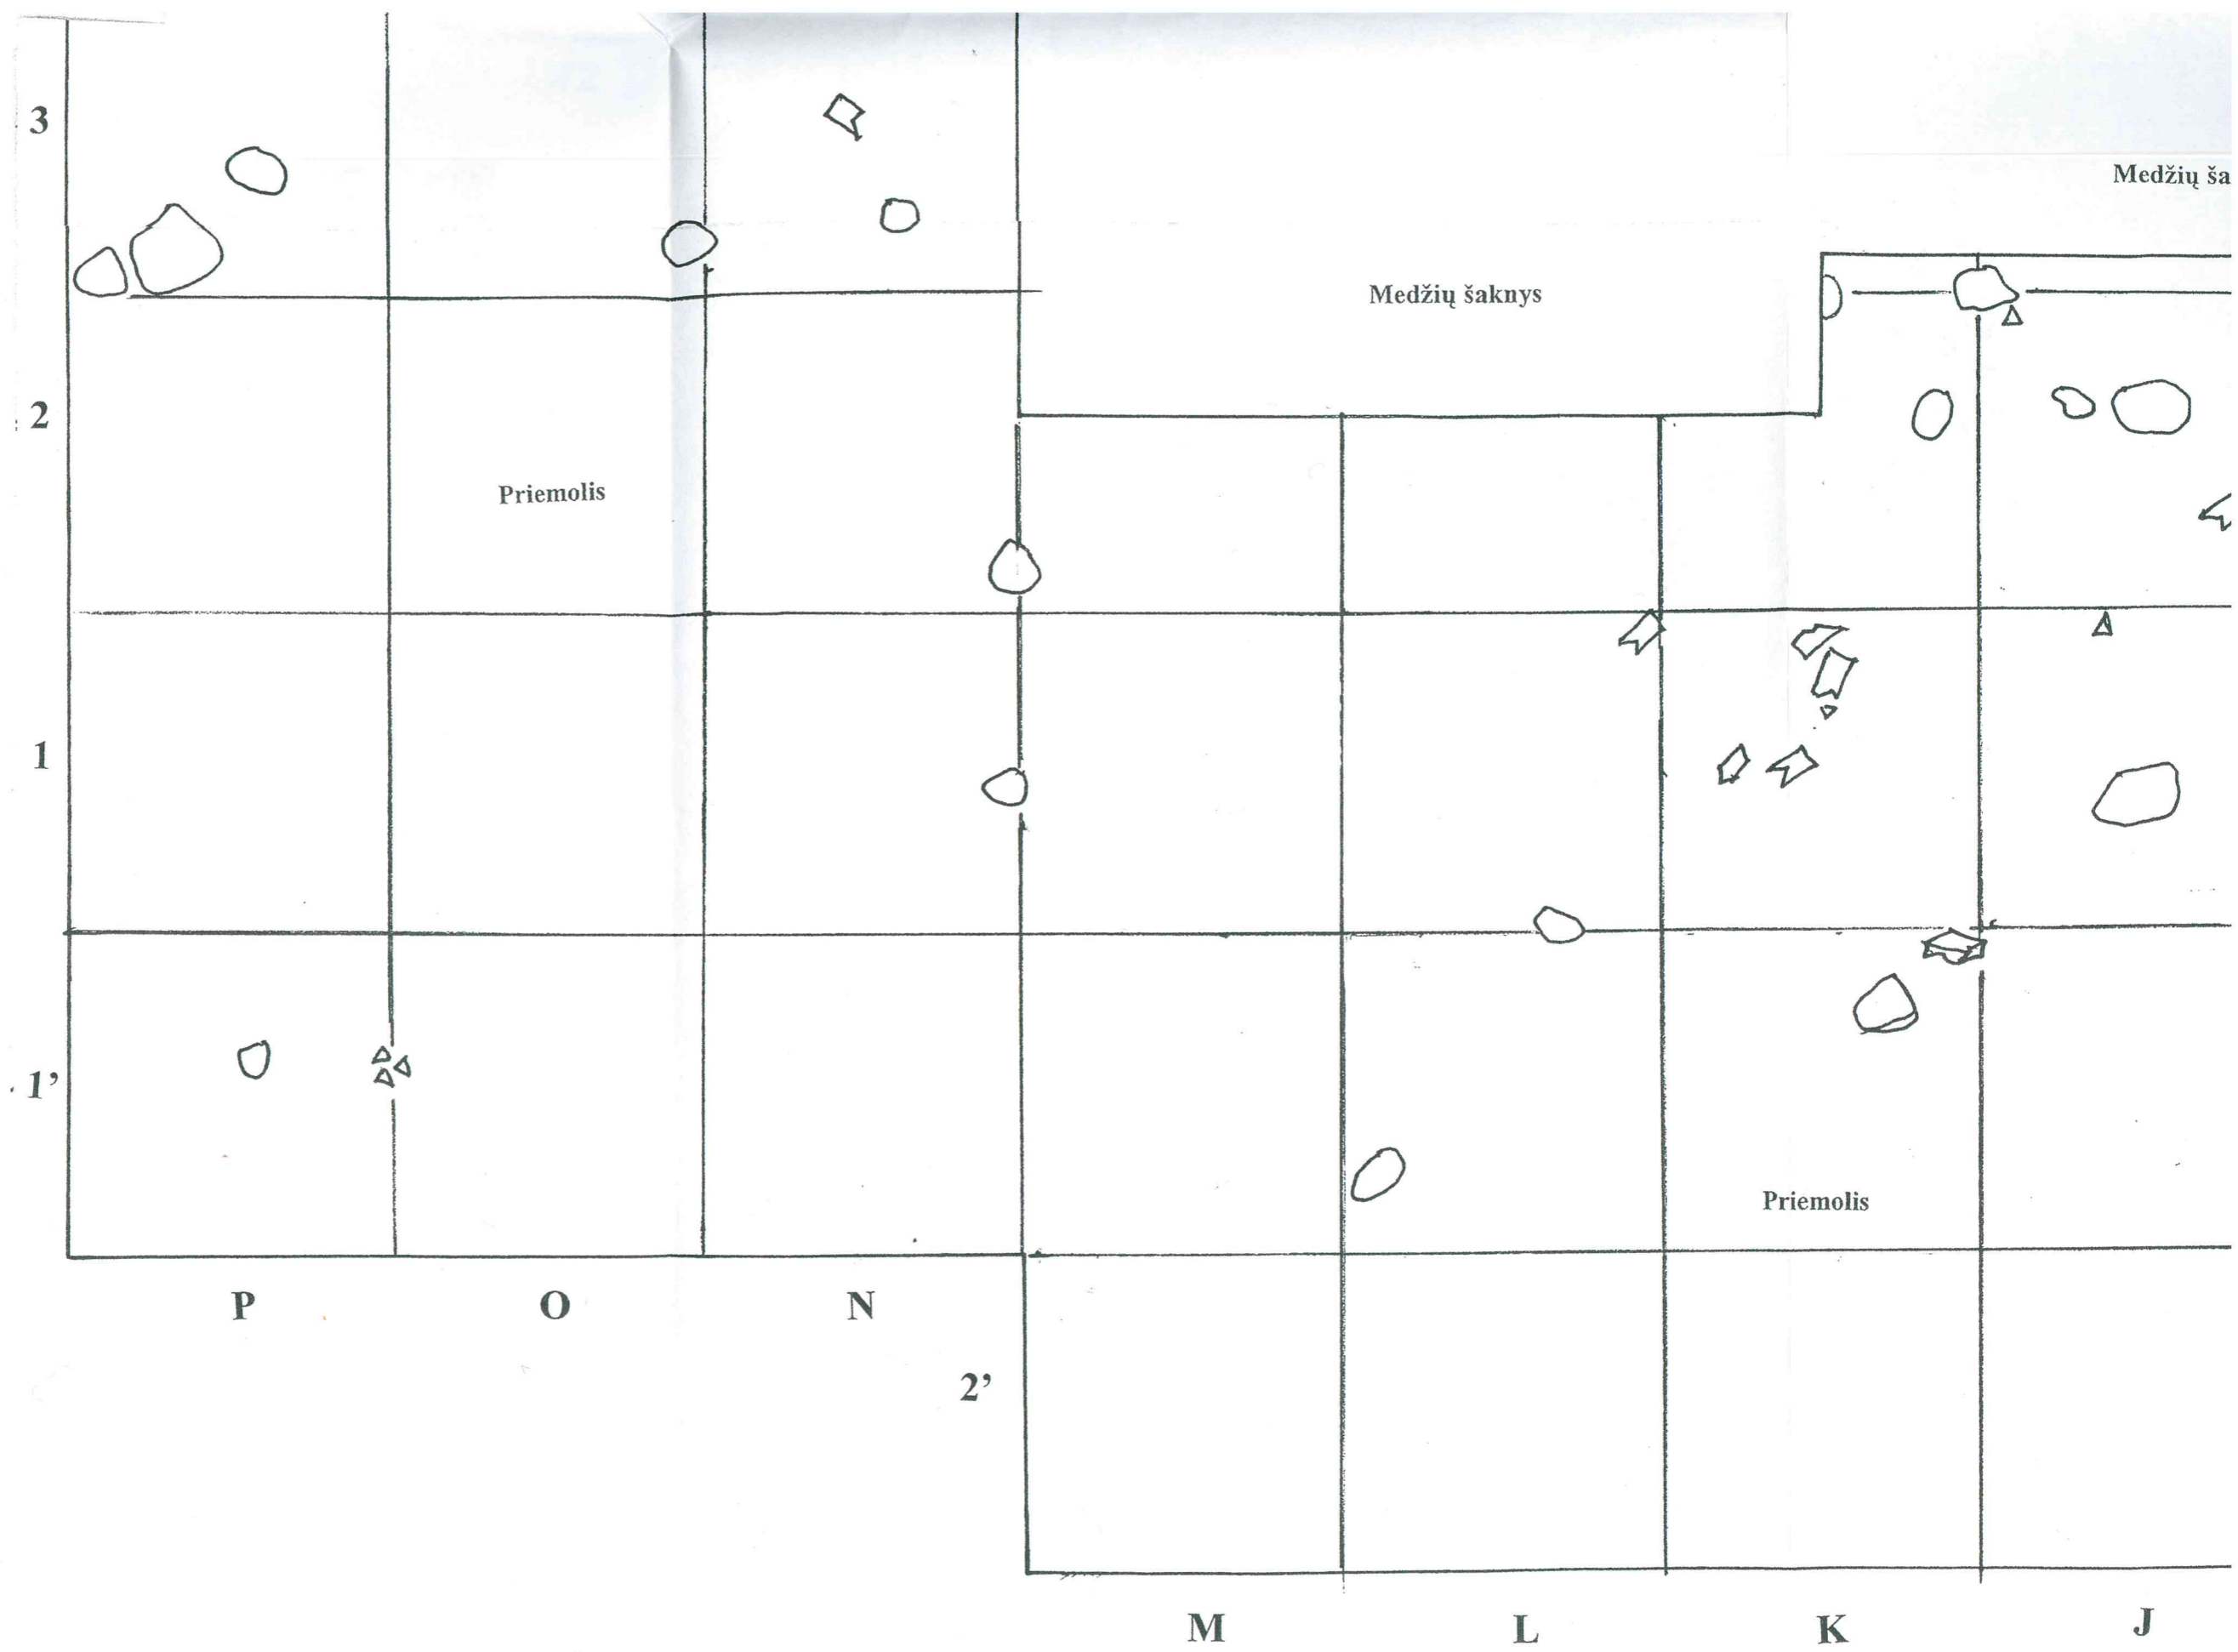 3
Medžių ša
Medžių šaknys
2
Priemolis
1
1’
Priemolis
P O N
2’
M L K J